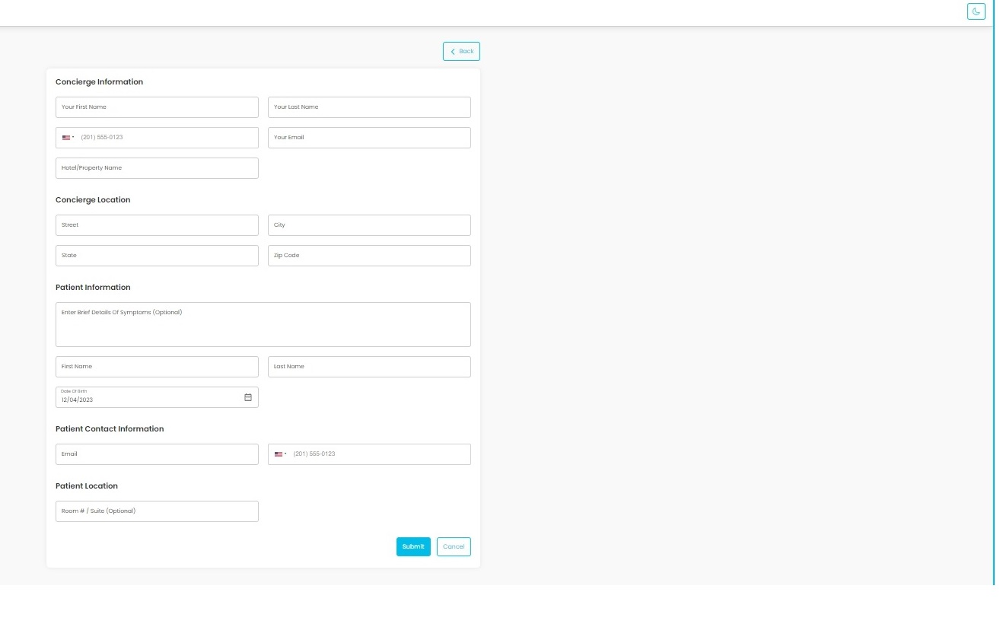 Back
Concierge Information
Your First Name
Your Last Name
(201) 555-0123
Your Email
Hotel/Property Name
Concierge Location
Street
City
State
Zip Code
Patient Information
Enter Brief Details Of Symptoms (Optional)
First Name
Last Name
Date Of Birth
12/04/2023
Patient Contact Information
Email
(201) 555-0123
Patient Location
Room # / Suite (Optional)
Submit
Cancel